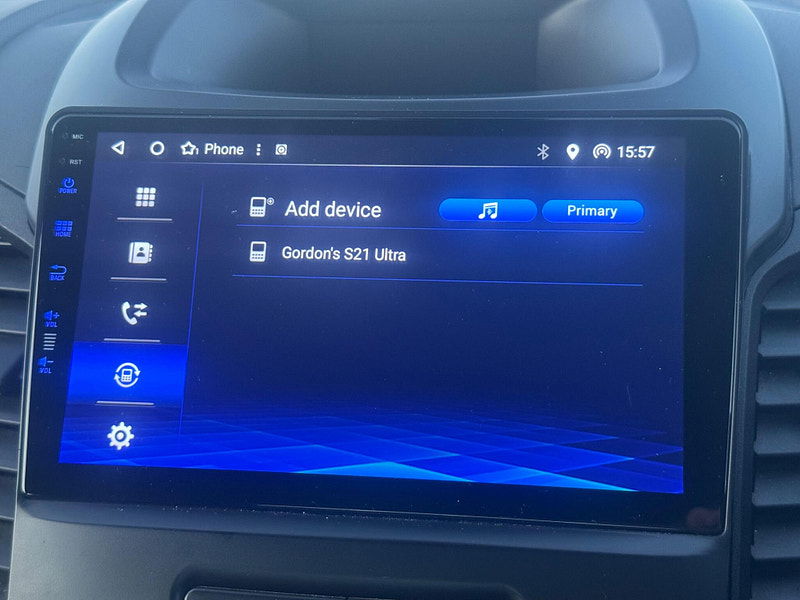 MIC
Phone
15:57
RST
POWER
Add device
Primary
HOME
Gordon's S21 Ultra
BACK
VOL
VOL